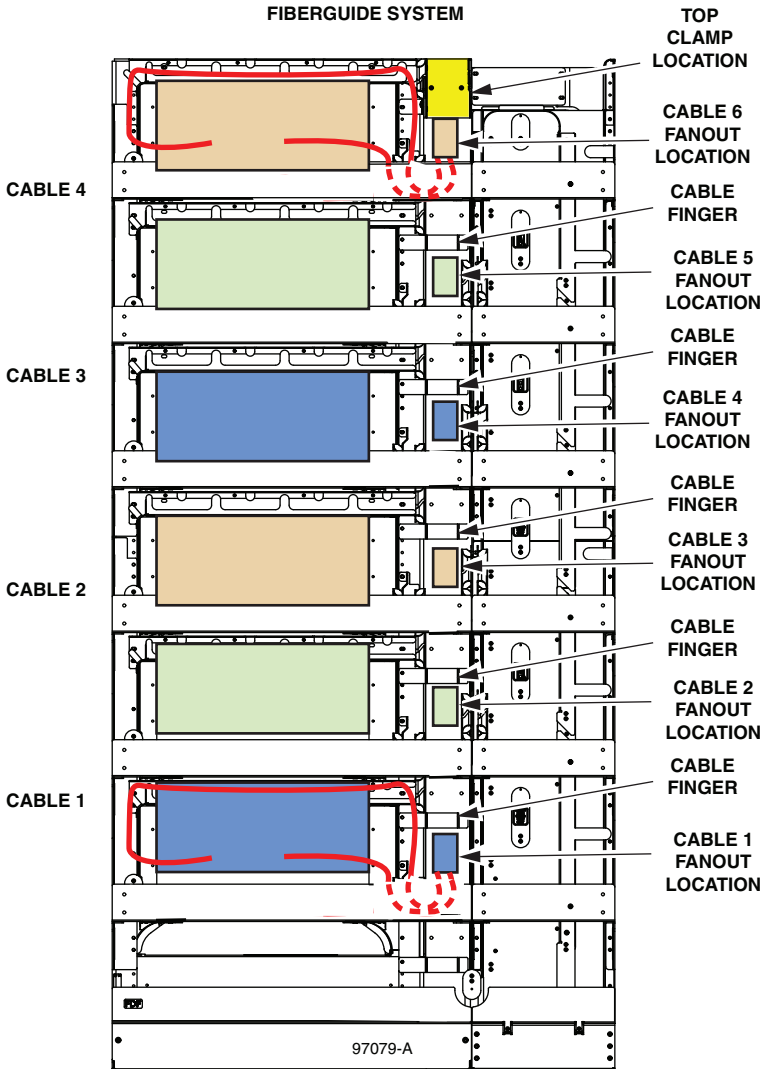 FIBERGUIDE SYSTEM
TOP
CLAMP
LOCATION
CABLE 6
FANOUT
LOCATION
CABLE 4
CABLE
FINGER
CABLE 5
FANOUT
LOCATION
CABLE
FINGER
CABLE 3
CABLE 4
FANOUT
LOCATION
CABLE
FINGER
CABLE 3
FANOUT
LOCATION
CABLE 2
CABLE
FINGER
CABLE 2
FANOUT
LOCATION
CABLE
FINGER
CABLE 1
CABLE 1
FANOUT
LOCATION
97079-A